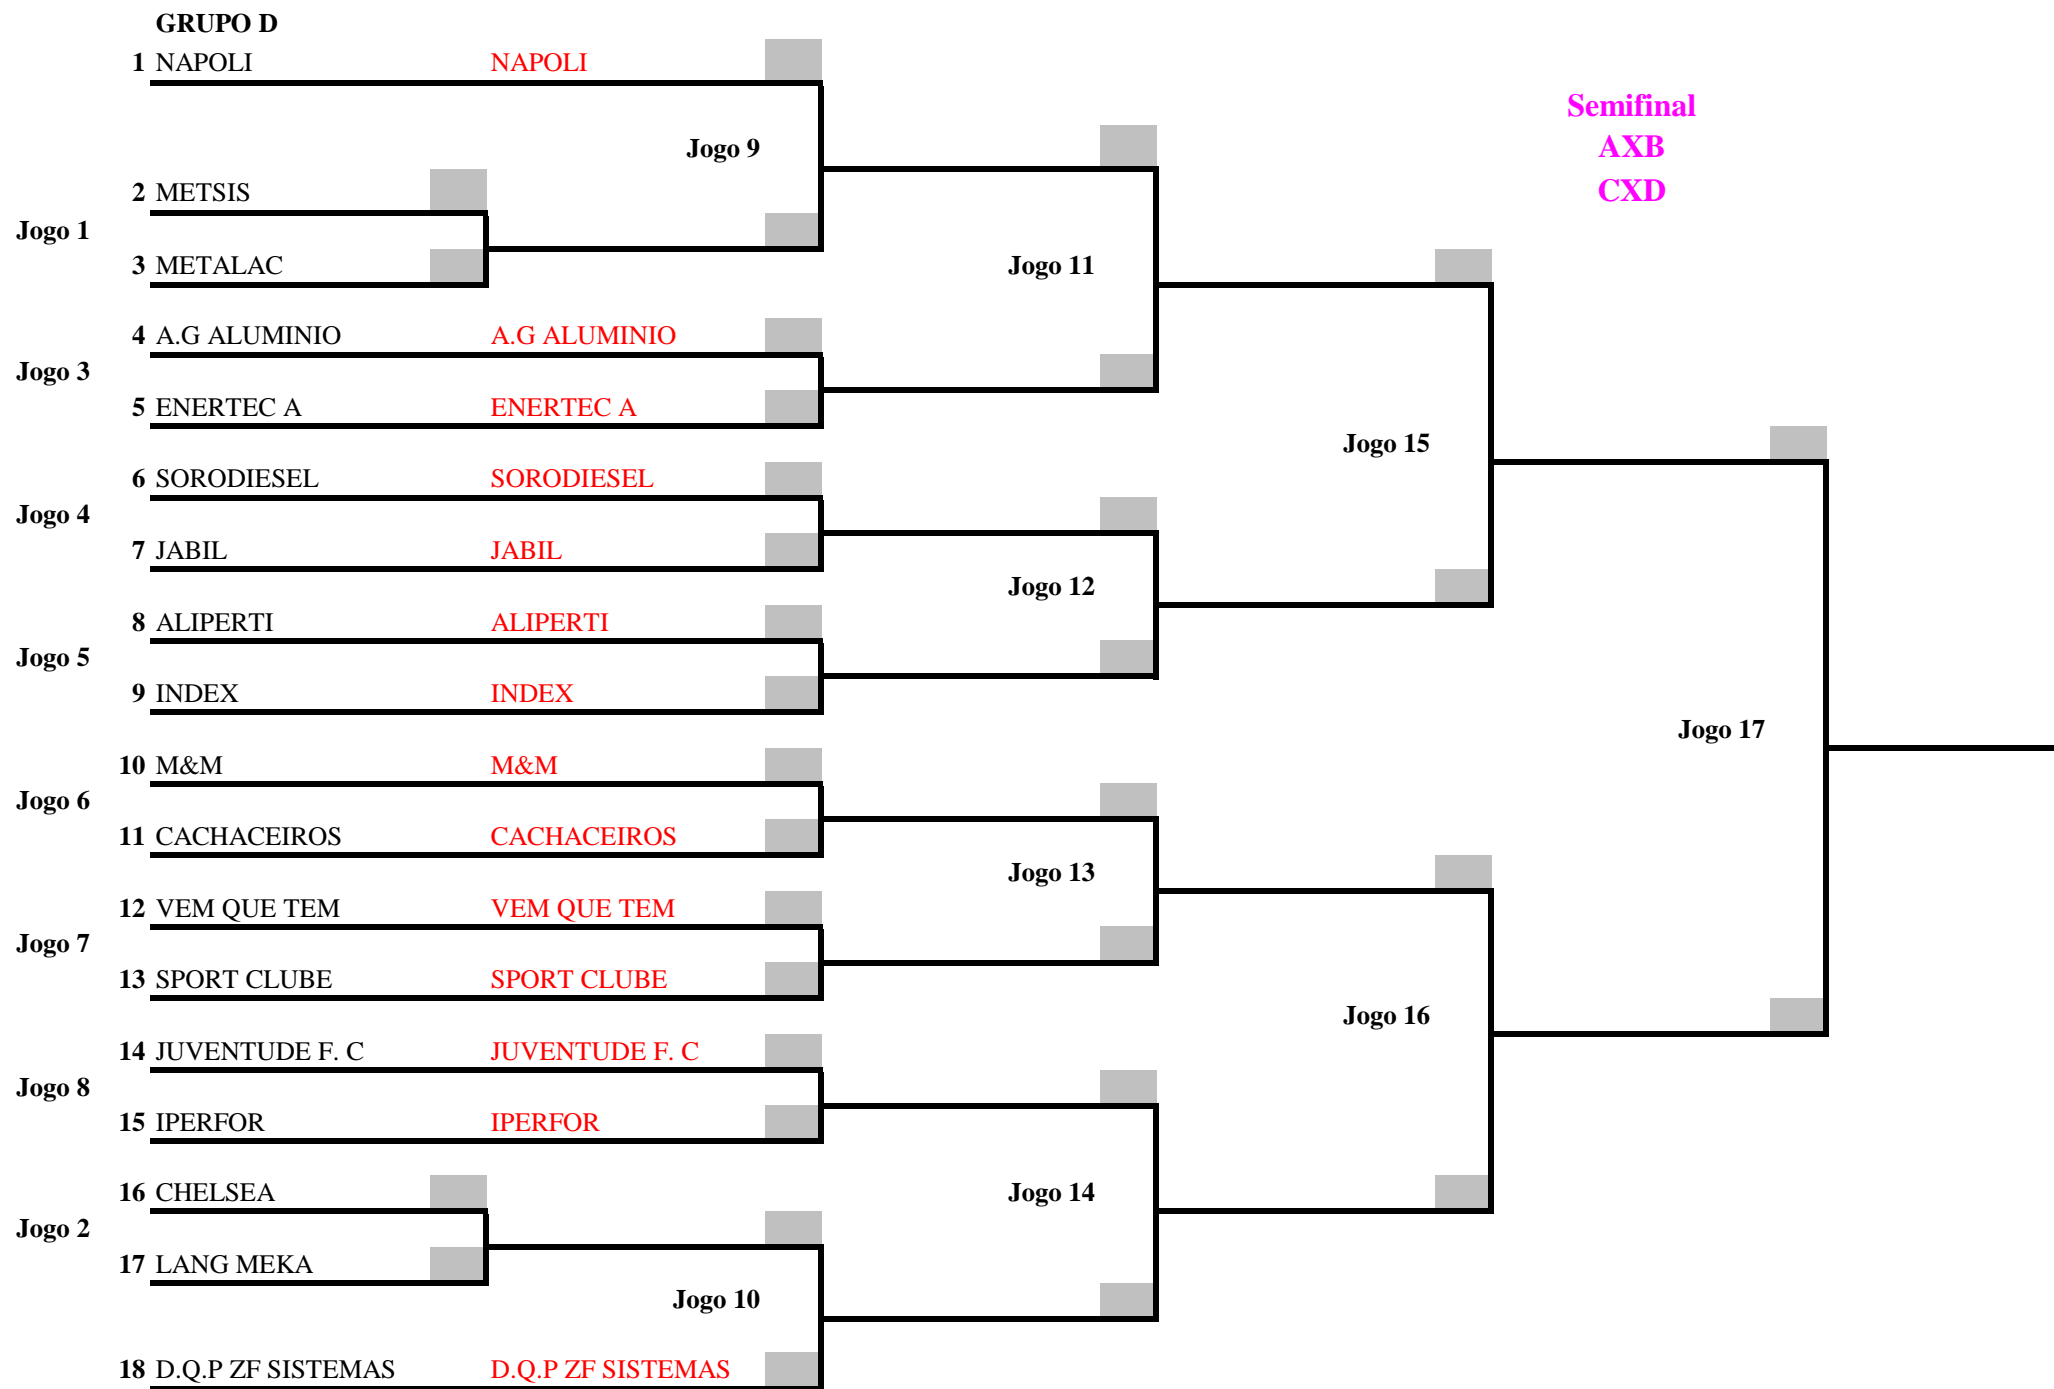 GRUPO D
1 NAPOLI NAPOLI
Semifinal
AXB
Jogo 9
2 METSIS
CXD
Jogo 1
3 METALAC
Jogo 11
4 A.G ALUMINIO A.G ALUMINIO
Jogo 3
5 ENERTEC A ENERTEC A
Jogo 15
6 SORODIESEL SORODIESEL
Jogo 4
7 JABIL JABIL
Jogo 12
8 ALIPERTI ALIPERTI
Jogo 5
9 INDEX INDEX
Jogo 17
10 M&M M&M
Jogo 6
11 CACHACEIROS CACHACEIROS
Jogo 13
12 VEM QUE TEM VEM QUE TEM
Jogo 7
13 SPORT CLUBE SPORT CLUBE
Jogo 16
14 JUVENTUDE F. C JUVENTUDE F. C
Jogo 8
15 IPERFOR IPERFOR
16 CHELSEA
Jogo 14
Jogo 2
17 LANG MEKA
Jogo 10
18 D.Q.P ZF SISTEMAS D.Q.P ZF SISTEMAS